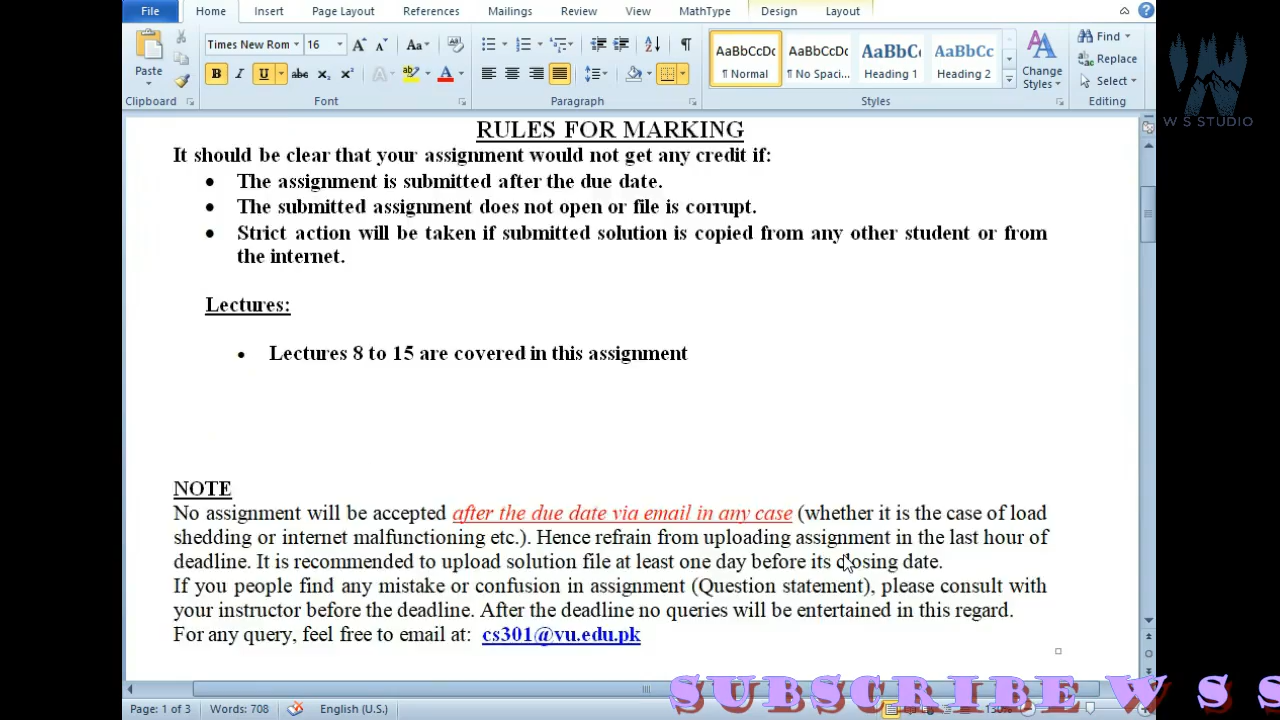 File Home Insert Page Layout References Mailings Review View MathType Design Layout
W S STUDIO
Paste
Times New Rom 16
Aa
B I U abc x₂ x² A ab A
AaBbCcDc AaBbCcDc AaBbC AaBbCc
¶ Normal ¶ No Spaci... Heading 1 Heading 2
Change Styles
Find
Replace
Select
Clipboard Font Paragraph Styles Editing
RULES FOR MARKING
It should be clear that your assignment would not get any credit if:
• The assignment is submitted after the due date.
• The submitted assignment does not open or file is corrupt.
• Strict action will be taken if submitted solution is copied from any other student or from
the internet.
Lectures:
• Lectures 8 to 15 are covered in this assignment
NOTE
No assignment will be accepted after the due date via email in any case (whether it is the case of load
shedding or internet malfunctioning etc.). Hence refrain from uploading assignment in the last hour of
deadline. It is recommended to upload solution file at least one day before its closing date.
If you people find any mistake or confusion in assignment (Question statement), please consult with
your instructor before the deadline. After the deadline no queries will be entertained in this regard.
For any query, feel free to email at: cs301@vu.edu.pk
SUBSCRIBE W S S
Page: 1 of 3 Words: 708 English (U.S.)